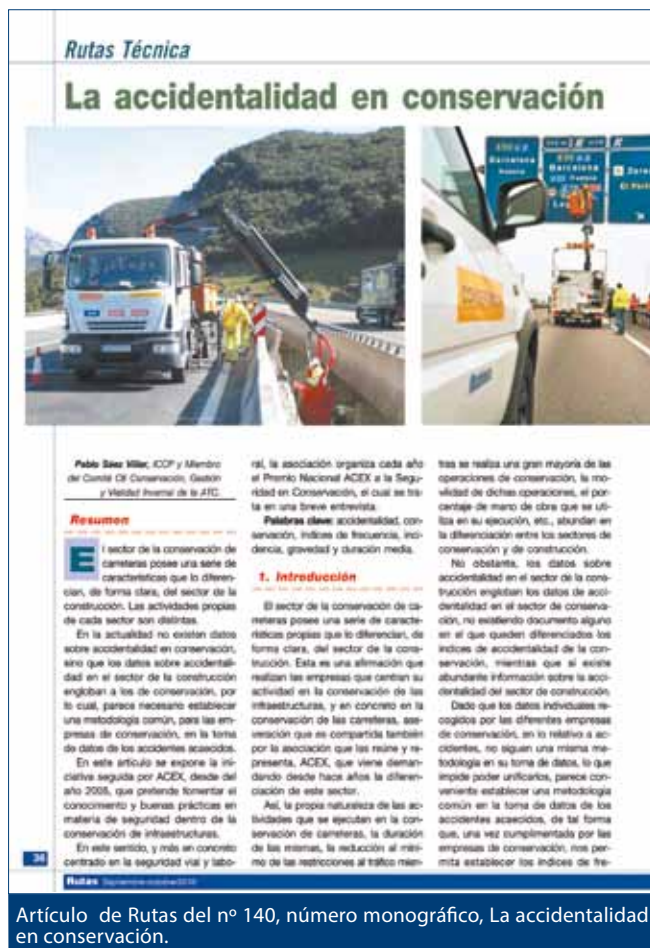 Rutas Técnica
La accidentalidad en conservación
Barcelona
Barcelona
Pablo Sáez Villar, ICCP y Miembro
del Comité C6 Conservación, Gestión
y Vialidad Invernal de la ATC.
Resumen
El sector de la conservación de
carreteras posee una serie de
características que lo diferen-
cian, de forma clara, del sector de la
construcción. Las actividades propias
de cada sector son distintas.
En la actualidad no existen datos
sobre accidentalidad en conservación,
sino que los datos sobre accidentali-
dad en el sector de la construcción
engloban a los de conservación, por
lo cual, parece necesario establecer
una metodología común, para las em-
presas de conservación, en la toma
de datos de los accidentes acaecidos.
En este artículo se expone la ini-
ciativa seguida por ACEX, desde del
año 2005, que pretende fomentar el
conocimiento y buenas prácticas en
materia de seguridad dentro de la
conservación de infraestructuras.
En este sentido, y más en concreto
centrado en la seguridad vial y labo-
ral, la asociación organiza cada año
el Premio Nacional ACEX a la Segu-
ridad en Conservación, el cual se tra-
ta en una breve entrevista.
Palabras clave: accidentalidad, con-
servación, índices de frecuencia, inci-
dencia, gravedad y duración media.
1. Introducción
El sector de la conservación de ca-
rreteras posee una serie de caracte-
rísticas propias que lo diferencian, de
forma clara, del sector de la cons-
trucción. Esta es una afirmación que
realizan las empresas que centran su
actividad en la conservación de las
infraestructuras, y en concreto en la
conservación de las carreteras, ase-
veración que es compartida también
por la asociación que las reúne y re-
presenta, ACEX, que viene deman-
dando desde hace años la diferen-
ciación de este sector.
Así, la propia naturaleza de las ac-
tividades que se ejecutan en la con-
servación de carreteras, la duración
de las mismas, la reducción al míni-
mo de las restricciones al tráfico mien-
tras se realiza una gran mayoría de las
operaciones de conservación, la mo-
vilidad de dichas operaciones, el por-
centaje de mano de obra que se uti-
liza en su ejecución, etc., abundan en
la diferenciación entre los sectores de
conservación y de construcción.
No obstante, los datos sobre
accidentalidad en el sector de la cons-
trucción engloban los datos de acci-
dentalidad en el sector de conserva-
ción, no existiendo documento alguno
en el que queden diferenciados los
índices de accidentalidad de la con-
servación, mientras que si existe
abundante información sobre la acci-
dentalidad del sector de construcción.
Dado que los datos individuales re-
cogidos por las diferentes empresas
de conservación, en lo relativo a ac-
cidentes, no siguen una misma me-
todología en su toma de datos, lo que
impide poder unificarlos, parece con-
veniente establecer una metodología
común en la toma de datos de los
accidentes acaecidos, de tal forma
que, una vez cumplimentada por las
empresas de conservación, nos per-
mita establecer los índices de fre-
Rutas Septiembre-octubre/2010
Artículo de Rutas del nº 140, número monográfico, La accidentalidad
en conservación.